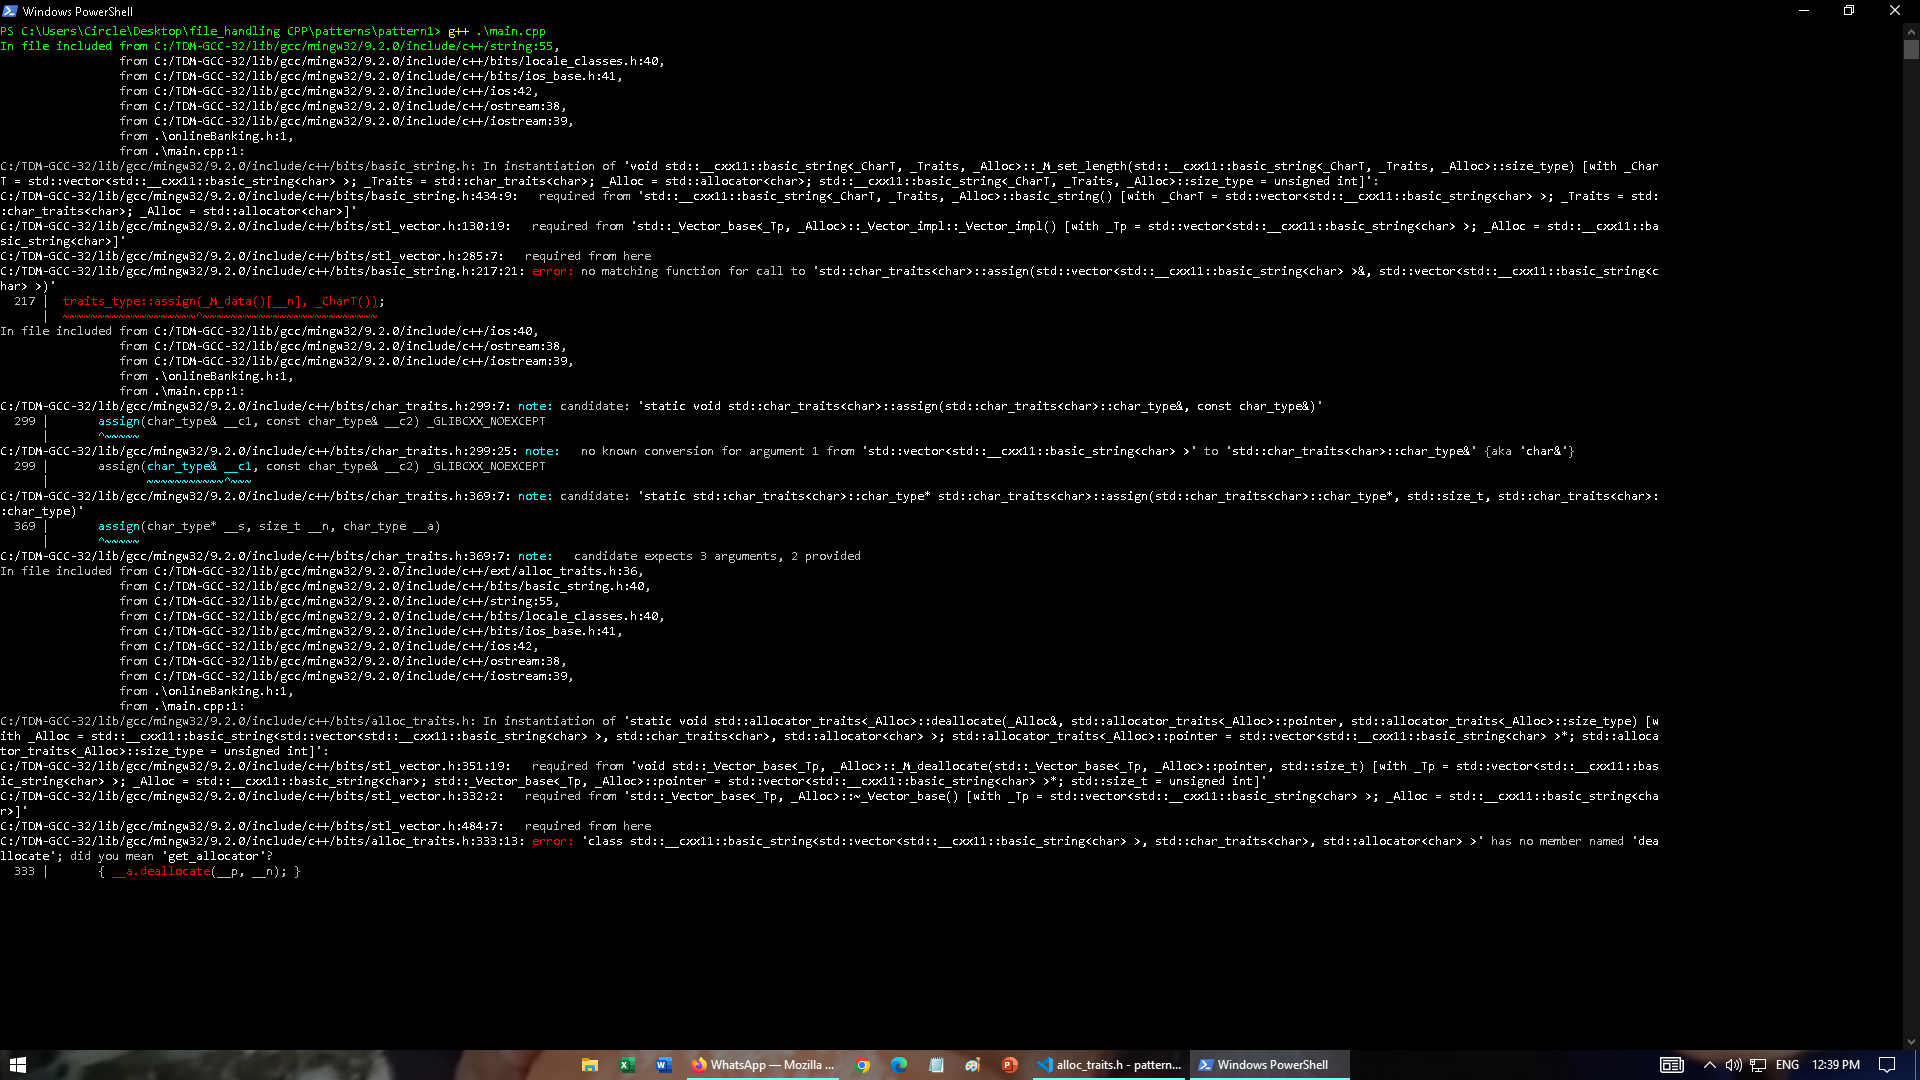 Windows PowerShell
PS C:\Users\Circle\Desktop\file_handling CPP\patterns\pattern1> g++ .\main.cpp
In file included from C:/TDM-GCC-32/lib/gcc/mingw32/9.2.0/include/c++/string:55,
from C:/TDM-GCC-32/lib/gcc/mingw32/9.2.0/include/c++/bits/locale_classes.h:40,
from C:/TDM-GCC-32/lib/gcc/mingw32/9.2.0/include/c++/bits/ios_base.h:41,
from C:/TDM-GCC-32/lib/gcc/mingw32/9.2.0/include/c++/ios:42,
from C:/TDM-GCC-32/lib/gcc/mingw32/9.2.0/include/c++/ostream:38,
from C:/TDM-GCC-32/lib/gcc/mingw32/9.2.0/include/c++/iostream:39,
from .\onlineBanking.h:1,
from .\main.cpp:1:
C:/TDM-GCC-32/lib/gcc/mingw32/9.2.0/include/c++/bits/basic_string.h: In instantiation of 'void std::__cxx11::basic_string<_CharT, _Traits, _Alloc>::_M_set_length(std::__cxx11::basic_string<_CharT, _Traits, _Alloc>::size_type) [with _Char
T = std::vector<std::__cxx11::basic_string<char> >; _Traits = std::char_traits<char>; _Alloc = std::allocator<char>; std::__cxx11::basic_string<_CharT, _Traits, _Alloc>::size_type = unsigned int]':
C:/TDM-GCC-32/lib/gcc/mingw32/9.2.0/include/c++/bits/basic_string.h:434:9:   required from 'std::__cxx11::basic_string<_CharT, _Traits, _Alloc>::basic_string() [with _CharT = std::vector<std::__cxx11::basic_string<char> >; _Traits = std:
:char_traits<char>; _Alloc = std::allocator<char>]'
C:/TDM-GCC-32/lib/gcc/mingw32/9.2.0/include/c++/bits/stl_vector.h:130:19:   required from 'std::_Vector_base<_Tp, _Alloc>::_Vector_impl::_Vector_impl() [with _Tp = std::vector<std::__cxx11::basic_string<char> >; _Alloc = std::__cxx11::ba
sic_string<char>]'
C:/TDM-GCC-32/lib/gcc/mingw32/9.2.0/include/c++/bits/stl_vector.h:285:7:   required from here
C:/TDM-GCC-32/lib/gcc/mingw32/9.2.0/include/c++/bits/basic_string.h:217:21: error: no matching function for call to 'std::char_traits<char>::assign(std::vector<std::__cxx11::basic_string<char> >&, std::vector<std::__cxx11::basic_string<c
har> >)'
217 |  traits_type::assign(_M_data()[__n], _CharT());
|  ~~~~~~~~~~~~~~~~~~~^~~~~~~~~~~~~~~~~~~~~~~~~~
In file included from C:/TDM-GCC-32/lib/gcc/mingw32/9.2.0/include/c++/ios:40,
from C:/TDM-GCC-32/lib/gcc/mingw32/9.2.0/include/c++/ostream:38,
from C:/TDM-GCC-32/lib/gcc/mingw32/9.2.0/include/c++/iostream:39,
from .\onlineBanking.h:1,
from .\main.cpp:1:
C:/TDM-GCC-32/lib/gcc/mingw32/9.2.0/include/c++/bits/char_traits.h:299:7: note: candidate: 'static void std::char_traits<char>::assign(std::char_traits<char>::char_type&, const char_type&)'
299 |       assign(char_type& __c1, const char_type& __c2) _GLIBCXX_NOEXCEPT
|       ^~~~~~
C:/TDM-GCC-32/lib/gcc/mingw32/9.2.0/include/c++/bits/char_traits.h:299:25: note:   no known conversion for argument 1 from 'std::vector<std::__cxx11::basic_string<char> >' to 'std::char_traits<char>::char_type&' {aka 'char&'}
299 |       assign(char_type& __c1, const char_type& __c2) _GLIBCXX_NOEXCEPT
|              ~~~~~~~~~~~^~~~
C:/TDM-GCC-32/lib/gcc/mingw32/9.2.0/include/c++/bits/char_traits.h:369:7: note: candidate: 'static std::char_traits<char>::char_type* std::char_traits<char>::assign(std::char_traits<char>::char_type*, std::size_t, std::char_traits<char>:
:char_type)'
369 |       assign(char_type* __s, size_t __n, char_type __a)
|       ^~~~~~
C:/TDM-GCC-32/lib/gcc/mingw32/9.2.0/include/c++/bits/char_traits.h:369:7: note:   candidate expects 3 arguments, 2 provided
In file included from C:/TDM-GCC-32/lib/gcc/mingw32/9.2.0/include/c++/ext/alloc_traits.h:36,
from C:/TDM-GCC-32/lib/gcc/mingw32/9.2.0/include/c++/bits/basic_string.h:40,
from C:/TDM-GCC-32/lib/gcc/mingw32/9.2.0/include/c++/string:55,
from C:/TDM-GCC-32/lib/gcc/mingw32/9.2.0/include/c++/bits/locale_classes.h:40,
from C:/TDM-GCC-32/lib/gcc/mingw32/9.2.0/include/c++/bits/ios_base.h:41,
from C:/TDM-GCC-32/lib/gcc/mingw32/9.2.0/include/c++/ios:42,
from C:/TDM-GCC-32/lib/gcc/mingw32/9.2.0/include/c++/ostream:38,
from C:/TDM-GCC-32/lib/gcc/mingw32/9.2.0/include/c++/iostream:39,
from .\onlineBanking.h:1,
from .\main.cpp:1:
C:/TDM-GCC-32/lib/gcc/mingw32/9.2.0/include/c++/bits/alloc_traits.h: In instantiation of 'static void std::allocator_traits<_Alloc>::deallocate(_Alloc&, std::allocator_traits<_Alloc>::pointer, std::allocator_traits<_Alloc>::size_type) [w
ith _Alloc = std::__cxx11::basic_string<std::vector<std::__cxx11::basic_string<char> >, std::char_traits<char>, std::allocator<char> >; std::allocator_traits<_Alloc>::pointer = std::vector<std::__cxx11::basic_string<char> >*; std::alloca
tor_traits<_Alloc>::size_type = unsigned int]':
C:/TDM-GCC-32/lib/gcc/mingw32/9.2.0/include/c++/bits/stl_vector.h:351:19:   required from 'void std::_Vector_base<_Tp, _Alloc>::_M_deallocate(std::_Vector_base<_Tp, _Alloc>::pointer, std::size_t) [with _Tp = std::vector<std::__cxx11::bas
ic_string<char> >; _Alloc = std::__cxx11::basic_string<char>; std::_Vector_base<_Tp, _Alloc>::pointer = std::vector<std::__cxx11::basic_string<char> >*; std::size_t = unsigned int]'
C:/TDM-GCC-32/lib/gcc/mingw32/9.2.0/include/c++/bits/stl_vector.h:332:2:   required from 'std::_Vector_base<_Tp, _Alloc>::~_Vector_base() [with _Tp = std::vector<std::__cxx11::basic_string<char> >; _Alloc = std::__cxx11::basic_string<cha
r>]'
C:/TDM-GCC-32/lib/gcc/mingw32/9.2.0/include/c++/bits/stl_vector.h:484:7:   required from here
C:/TDM-GCC-32/lib/gcc/mingw32/9.2.0/include/c++/bits/alloc_traits.h:333:13: error: 'class std::__cxx11::basic_string<std::vector<std::__cxx11::basic_string<char> >, std::char_traits<char>, std::allocator<char> >' has no member named 'dea
llocate'; did you mean 'get_allocator'?
333 |       { __a.deallocate(__p, __n); }
WhatsApp — Mozilla ...
alloc_traits.h - pattern...
Windows PowerShell
ENG
12:39 PM